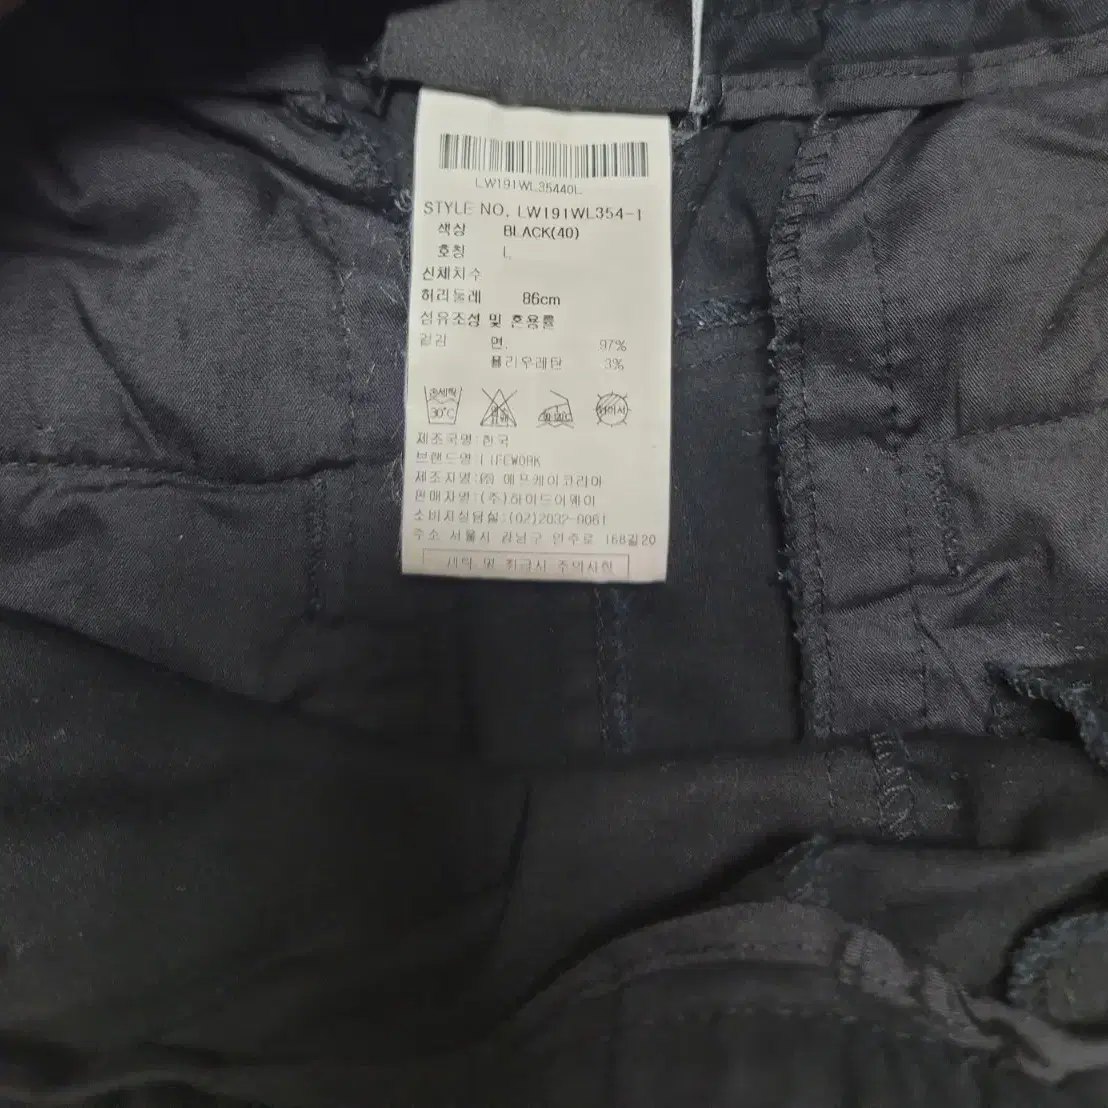 LW191WL35440L
STYLE NO. LW191WL354-1
색상 BLACK(40)
호칭 L
신체치수
허리둘레 86cm
섬유조성 및 혼용률
겉감 면. 97%
폴리우레탄 3%
30℃
제조국명:한국
브랜드명:LIFEWORK
제조자명:㈜ 에프케이코리아
판매자명:(주)하이드어웨이
소비자상담실:(02)2032-9061
주소 서울시 강남구 언주로 168길20
세탁 및 취급시 주의사항